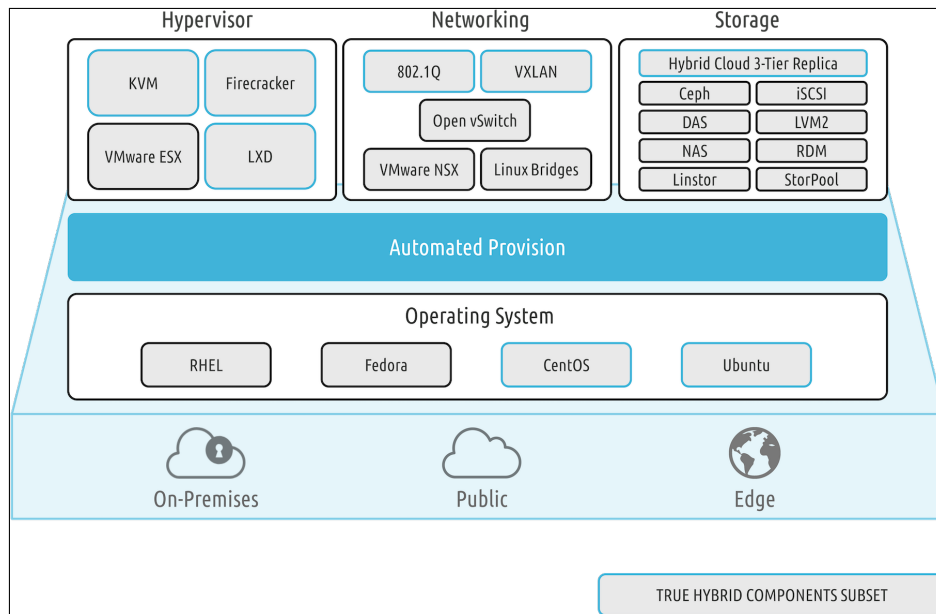 Hypervisor
Networking
Storage
KVM
Firecracker
VMware ESX
LXD
802.1Q
VXLAN
Open vSwitch
VMware NSX
Linux Bridges
Hybrid Cloud 3-Tier Replica
Ceph
iSCSI
DAS
LVM2
NAS
RDM
Linstor
StorPool
Automated Provision
Operating System
RHEL
Fedora
CentOS
Ubuntu
On-Premises
Public
Edge
TRUE HYBRID COMPONENTS SUBSET